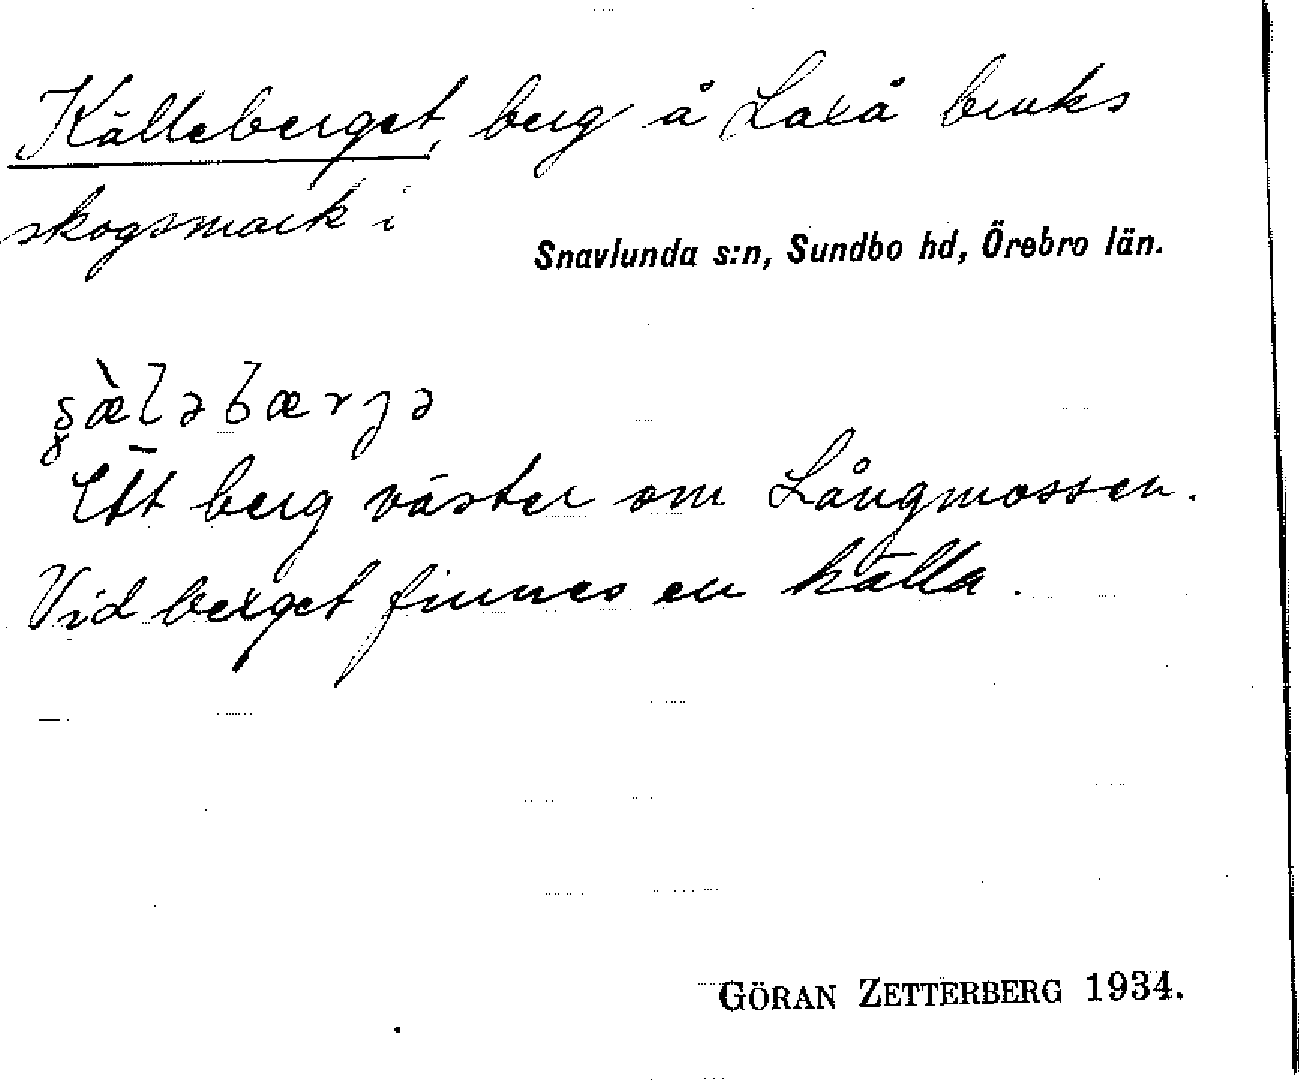 Källeberget, berg å Laxå bruks
skogsmark i
Snavlunda s:n, Sundbo hd, Örebro län.
Ett berg väster om Långmossen.
Vid berget finnes en källa.
GÖRAN ZETTERBERG 1934.